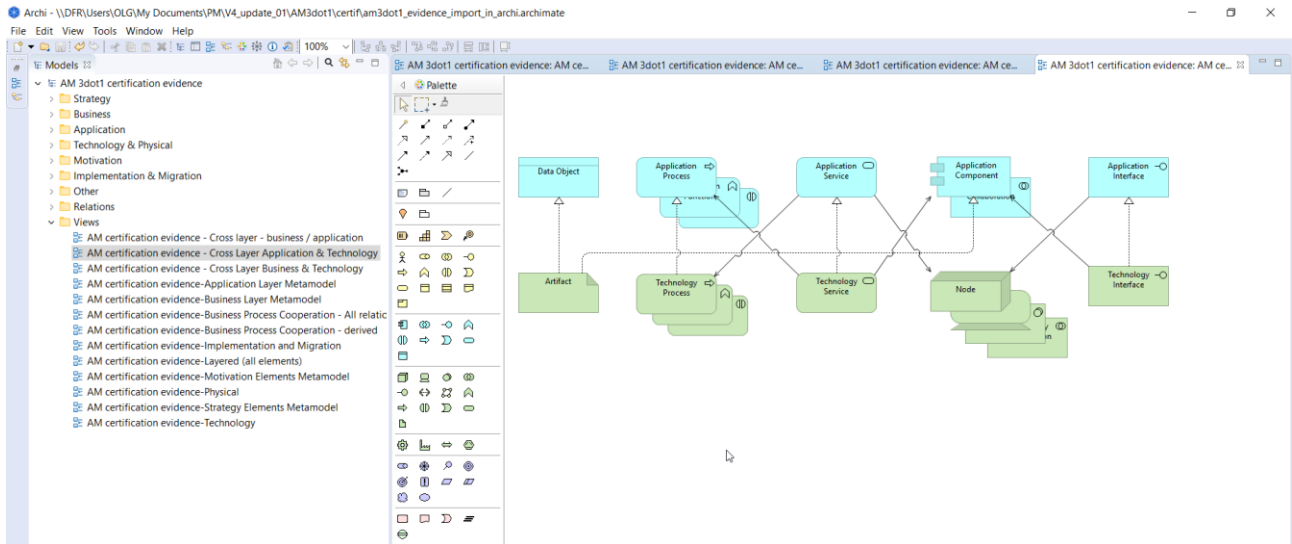 Archi - \\DFR\Users\OLG\My Documents\PM\V4_update_01\AM3dot1\certif\am3dot1_evidence_import_in_archi.archimate
File Edit View Tools Window Help
100%
Models
AM 3dot1 certification evidence
Strategy
Business
Application
Technology & Physical
Motivation
Implementation & Migration
Other
Relations
Views
AM certification evidence - Cross layer - business / application
AM certification evidence - Cross Layer Application & Technology
AM certification evidence - Cross Layer Business & Technology
AM certification evidence-Application Layer Metamodel
AM certification evidence-Business Layer Metamodel
AM certification evidence-Business Process Cooperation - All relatic
AM certification evidence-Business Process Cooperation - derived
AM certification evidence-Implementation and Migration
AM certification evidence-Layered (all elements)
AM certification evidence-Motivation Elements Metamodel
AM certification evidence-Physical
AM certification evidence-Strategy Elements Metamodel
AM certification evidence-Technology
AM 3dot1 certification evidence: AM ce...
AM 3dot1 certification evidence: AM ce...
AM 3dot1 certification evidence: AM ce...
AM 3dot1 certification evidence: AM ce...
Palette
Data Object
Application
Process
Application
Service
Application
Component
Application
Interface
Artifact
Technology
Process
Technology
Service
Node
Technology
Interface